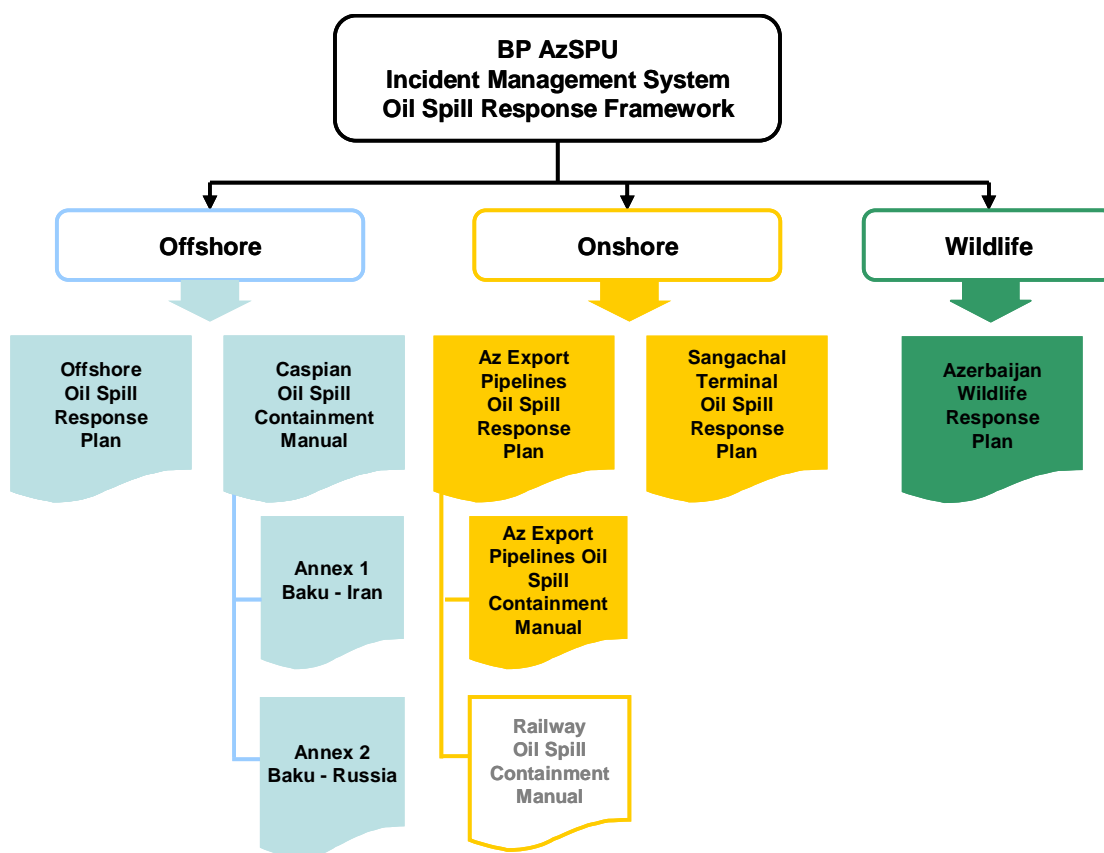 BP AzSPU
Incident Management System
Oil Spill Response Framework
Offshore
Onshore
Wildlife
Offshore
Oil Spill
Response
Plan
Caspian
Oil Spill
Containment
Manual
Az Export
Pipelines
Oil Spill
Response
Plan
Sangachal
Terminal
Oil Spill
Response
Plan
Azerbaijan
Wildlife
Response
Plan
Annex 1
Baku - Iran
Az Export
Pipelines Oil
Spill
Containment
Manual
Annex 2
Baku - Russia
Railway
Oil Spill
Containment
Manual